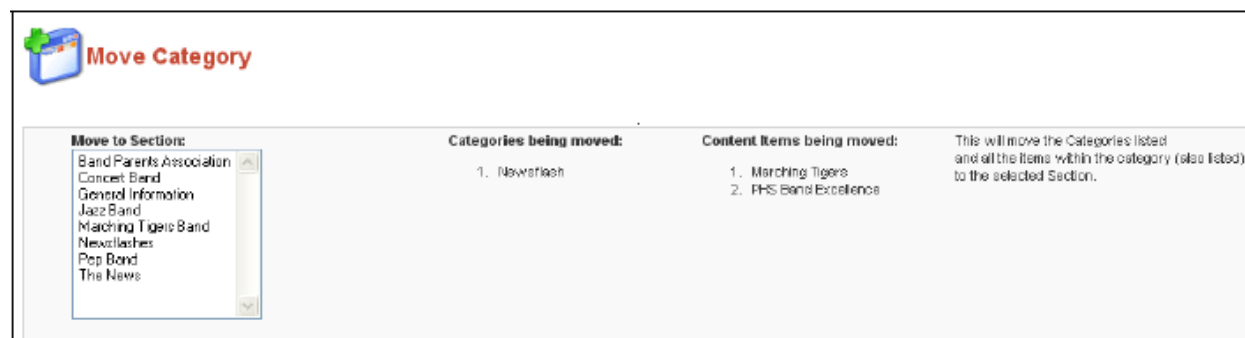 Move Category
Move to Section:
Band Parents Association
Concert Band
General Information
Jazz Band
Marching Tigers Band
Newsflashes
Pep Band
The News
Categories being moved:
1. Newsflash
Content Items being moved:
1. Marching Tigers
2. PHS Band Excellence
This will move the Categories listed
and all the items within the category (also listed)
to the selected Section.